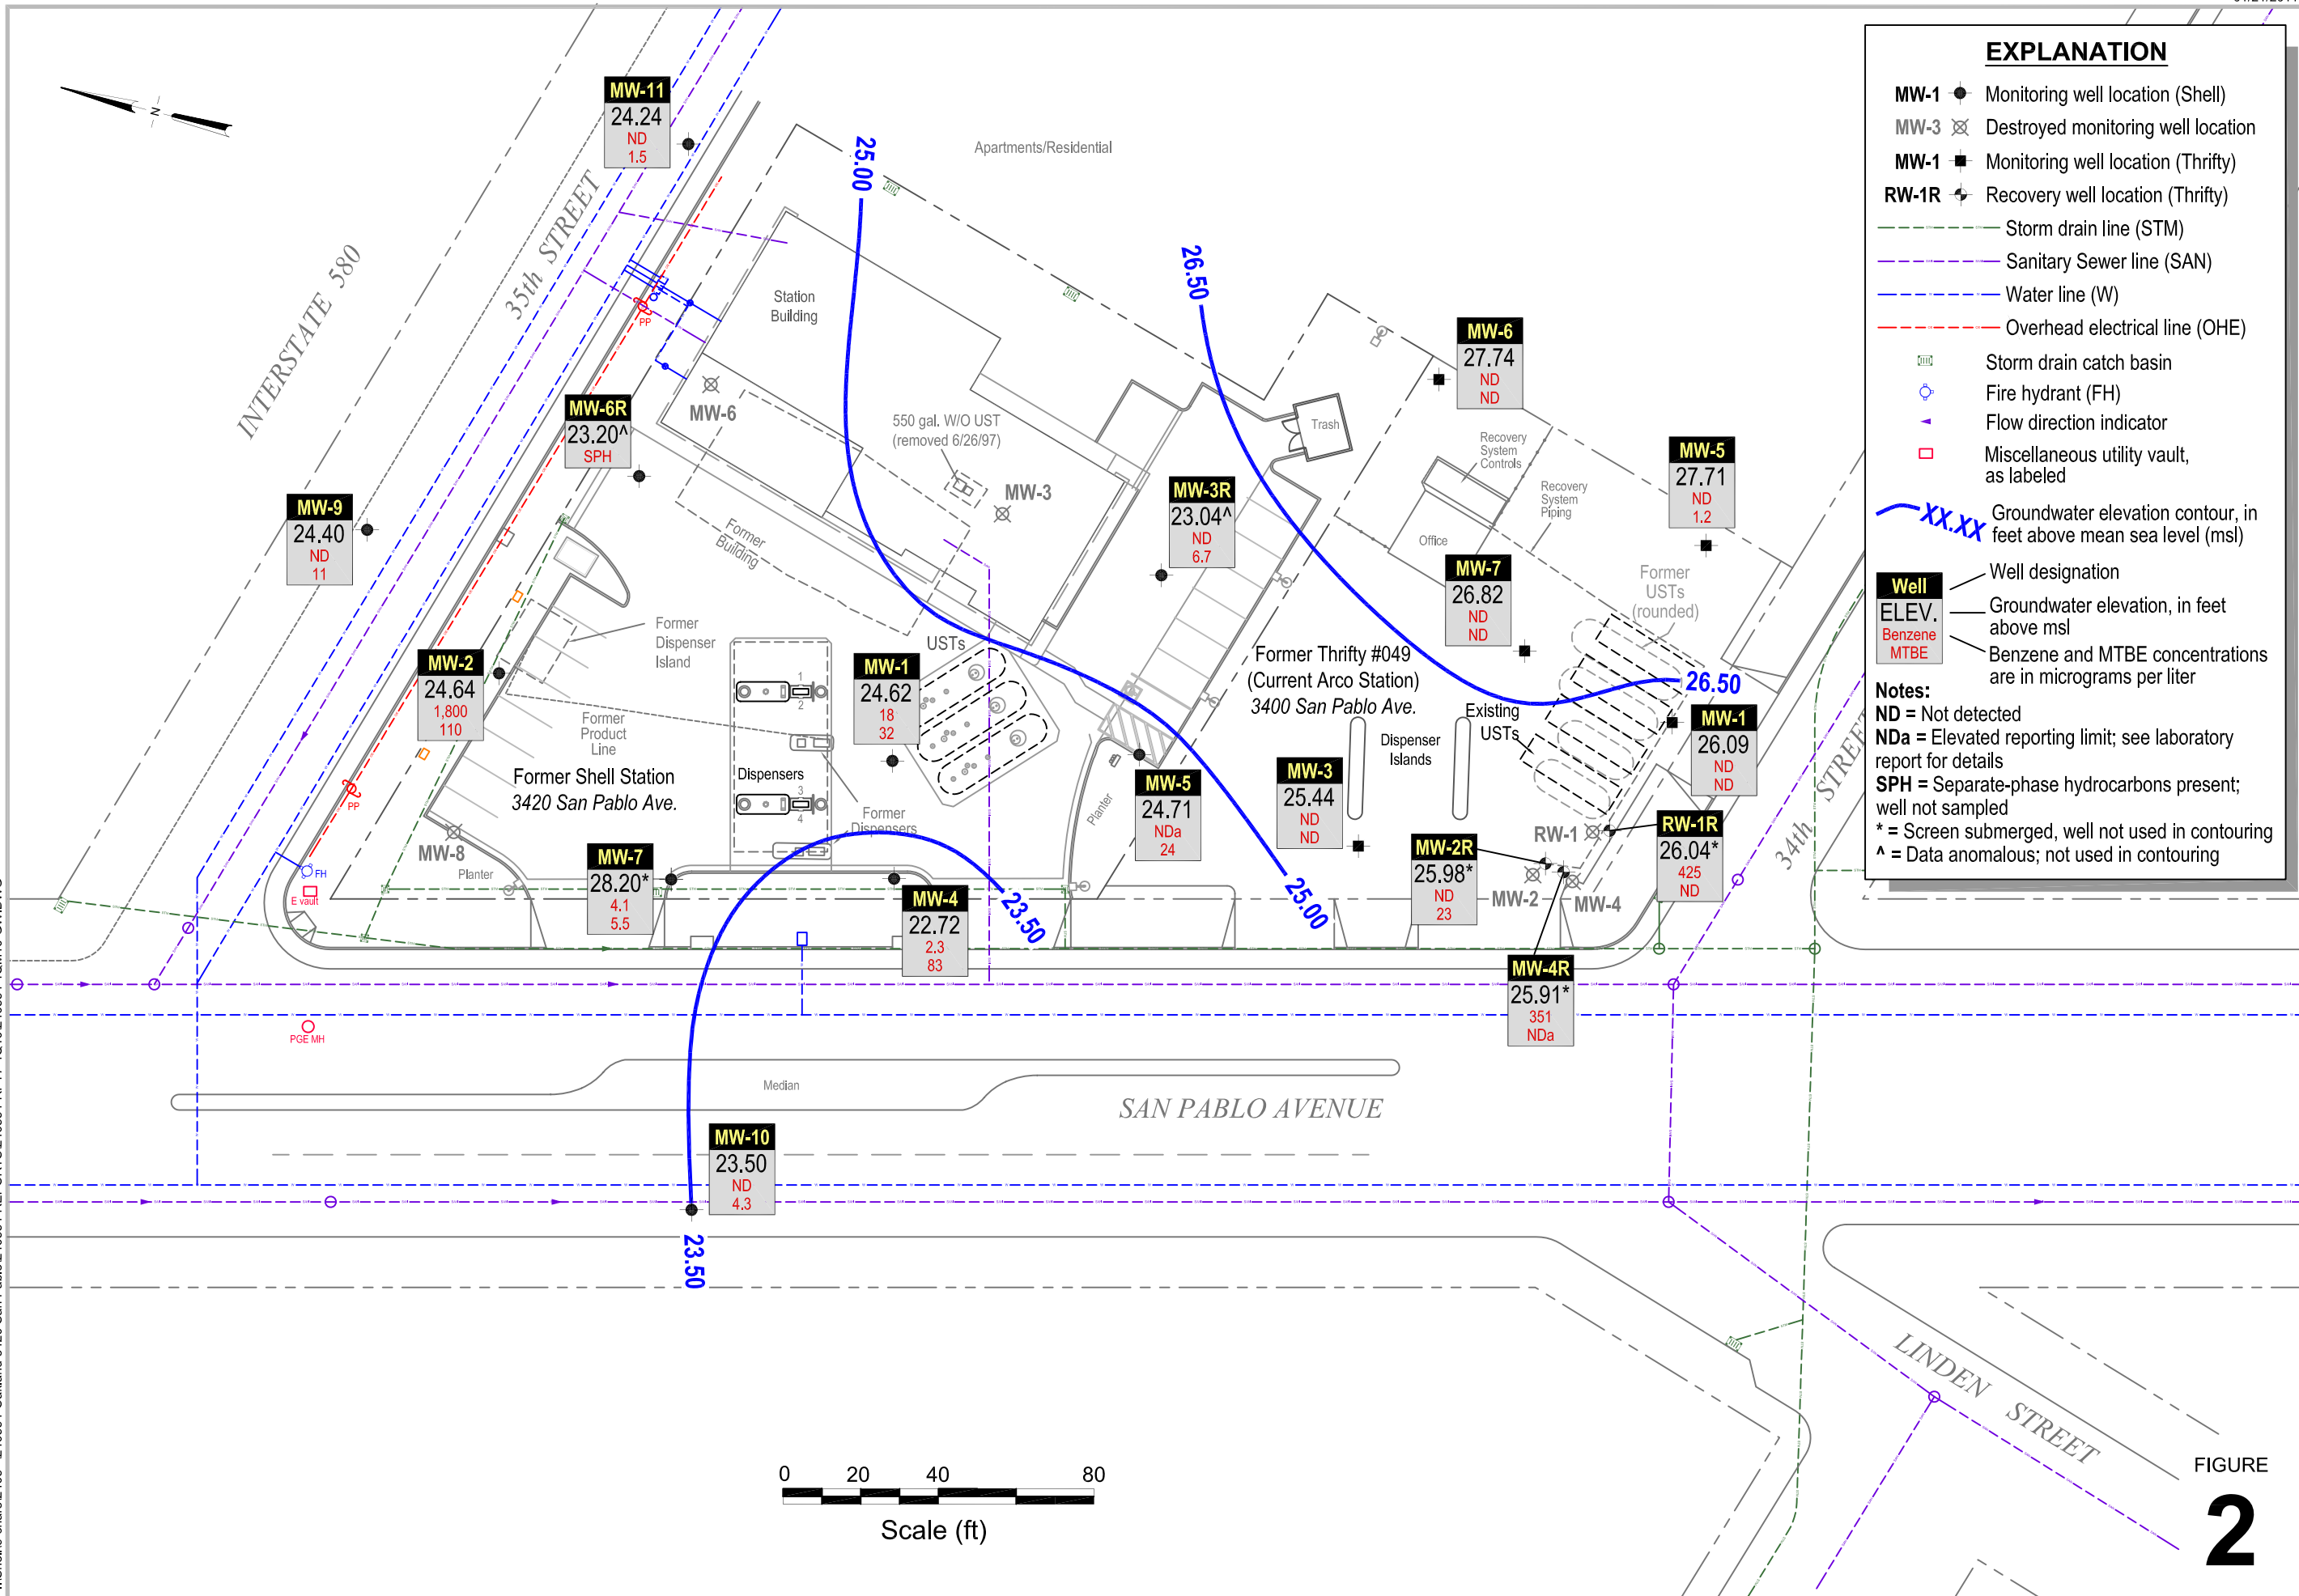 EXPLANATION
MW-1 Monitoring well location (Shell)
MW-3 Destroyed monitoring well location
MW-1 Monitoring well location (Thrifty)
RW-1R Recovery well location (Thrifty)
Storm drain line (STM)
Sanitary Sewer line (SAN)
Water line (W)
Overhead electrical line (OHE)
Storm drain catch basin
Fire hydrant (FH)
Flow direction indicator
Miscellaneous utility vault,
as labeled
XX.XX Groundwater elevation contour, in
feet above mean sea level (msl)
Well
ELEV.
Benzene
MTBE
Well designation
Groundwater elevation, in feet
above msl
Benzene and MTBE concentrations
are in micrograms per liter
Notes:
ND = Not detected
NDa = Elevated reporting limit; see laboratory
report for details
SPH = Separate-phase hydrocarbons present;
well not sampled
* = Screen submerged, well not used in contouring
^ = Data anomalous; not used in contouring
N
MW-11
24.24
ND
1.5
25.00
Apartments/Residential
INTERSTATE 580
35th STREET
26.50
Station
Building
PP
MW-6
27.74
ND
ND
MW-6
MW-6R
23.20^
SPH
550 gal. W/O UST
(removed 6/26/97)
Trash
Recovery
System
Controls
MW-5
27.71
ND
1.2
MW-9
24.40
ND
11
MW-3
MW-3R
23.04^
ND
6.7
Recovery
System
Piping
Office
Former
Building
MW-7
26.82
ND
ND
Former
USTs
(rounded)
Former
Dispenser
Island
USTs
MW-2
24.64
1,800
110
MW-1
24.62
18
32
1
2
Former Thrifty #049
(Current Arco Station)
3400 San Pablo Ave.
26.50
Former
Product
Line
Existing
USTs
MW-1
26.09
ND
ND
Dispenser
Islands
Former Shell Station
3420 San Pablo Ave.
Dispensers
3
4
MW-5
24.71
NDa
24
MW-3
25.44
ND
ND
PP
Planter
Former
Dispensers
RW-1
RW-1R
26.04*
425
ND
34th STREET
MW-8
Planter
MW-7
28.20*
4.1
5.5
MW-2R
25.98*
ND
23
FH
E vault
MW-4
22.72
2.3
83
23.50
25.00
MW-2
MW-4
MW-4R
25.91*
351
NDa
PGE MH
Median
SAN PABLO AVENUE
MW-10
23.50
ND
4.3
23.50
LINDEN STREET
0 20 40 80
Scale (ft)
FIGURE
2